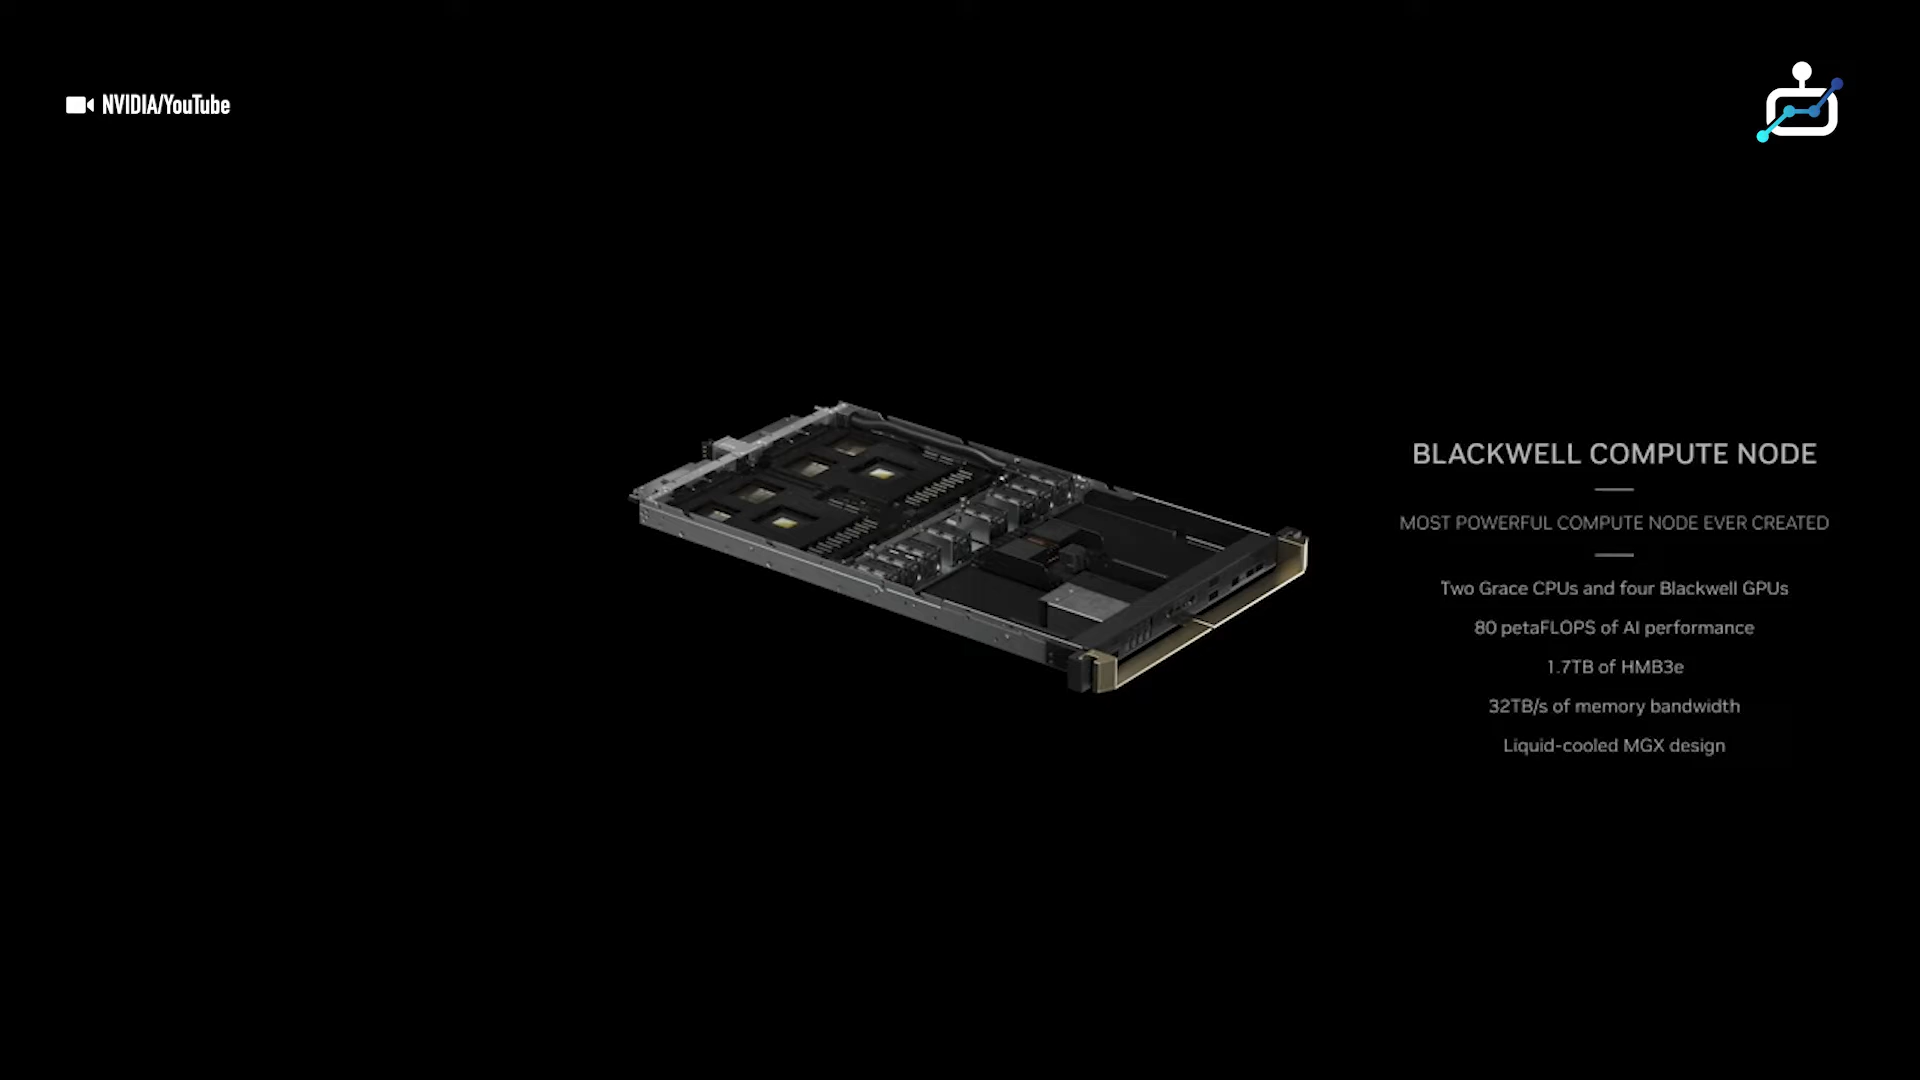 NVIDIA/YouTube
BLACKWELL COMPUTE NODE
MOST POWERFUL COMPUTE NODE EVER CREATED
Two Grace CPUs and four Blackwell GPUs
80 petaFLOPS of AI performance
1.7TB of HMB3e
32TB/s of memory bandwidth
Liquid-cooled MGX design